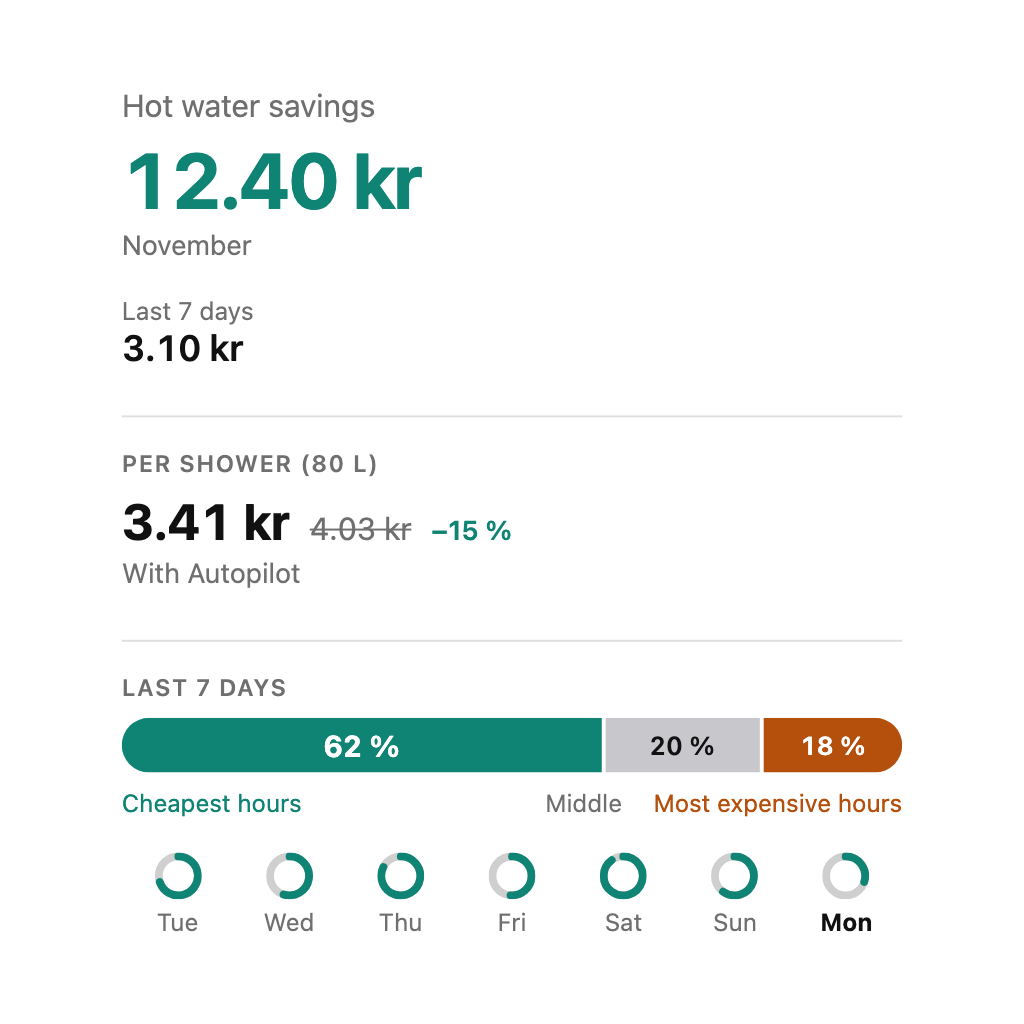 Hot water savings
12.40 kr
November
Last 7 days
3.10 kr
PER SHOWER (80 L)
3.41 kr 4.03 kr –15 %
With Autopilot
LAST 7 DAYS
62 % 20 % 18 %
Cheapest hours Middle Most expensive hours
Tue Wed Thu Fri Sat Sun Mon